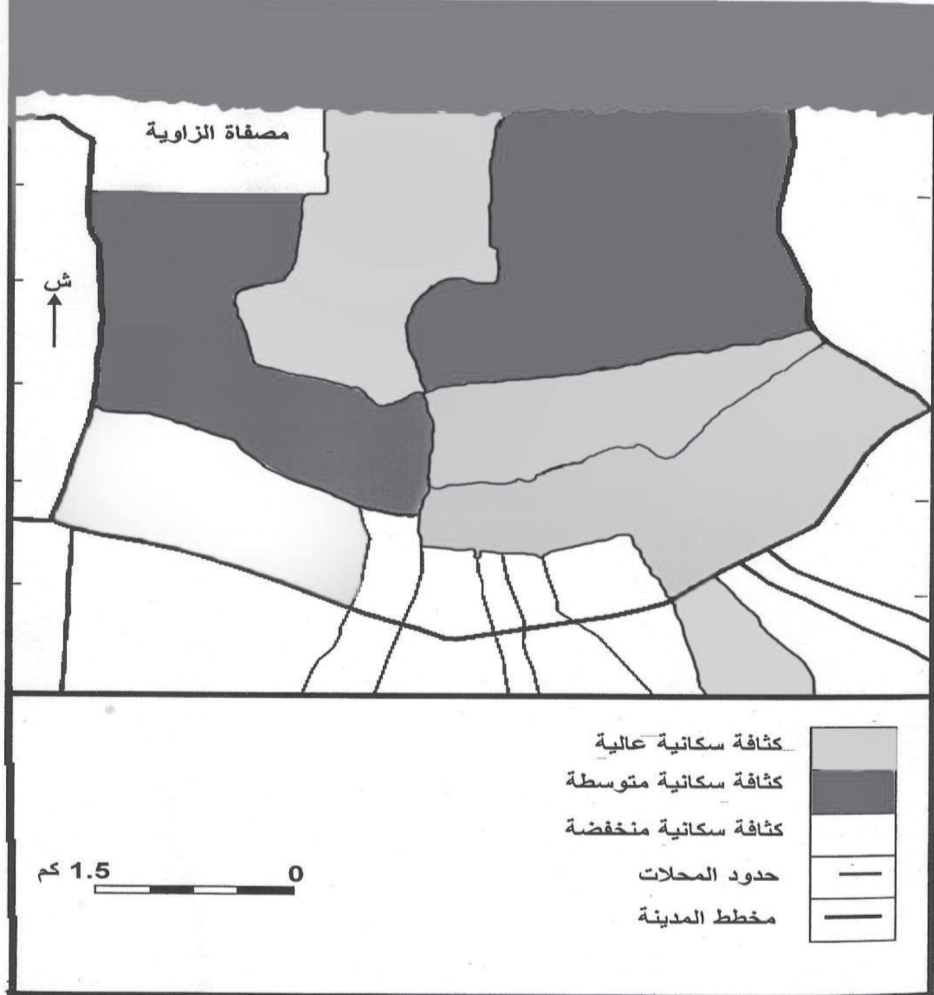 مصفاة الزاوية
ش
كثافة سكانية عالية
كثافة سكانية متوسطة
كثافة سكانية منخفضة
حدود المحلات
مخطط المدينة
0 1.5 كم